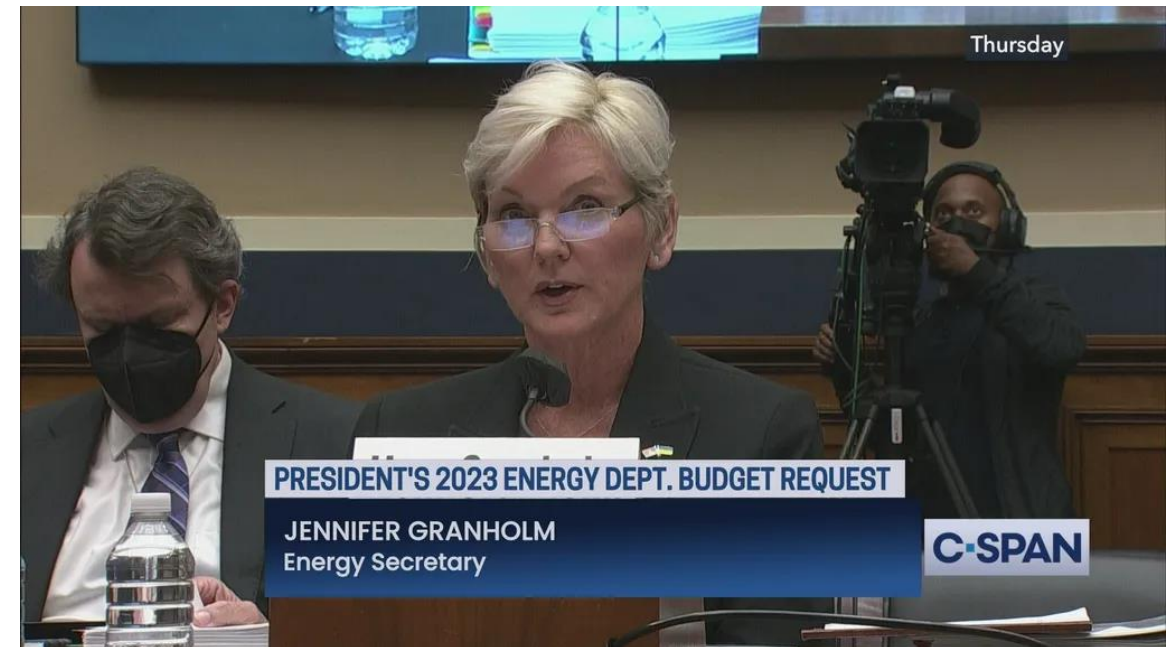 Thursday
PRESIDENT'S 2023 ENERGY DEPT. BUDGET REQUEST
JENNIFER GRANHOLM
Energy Secretary
C-SPAN